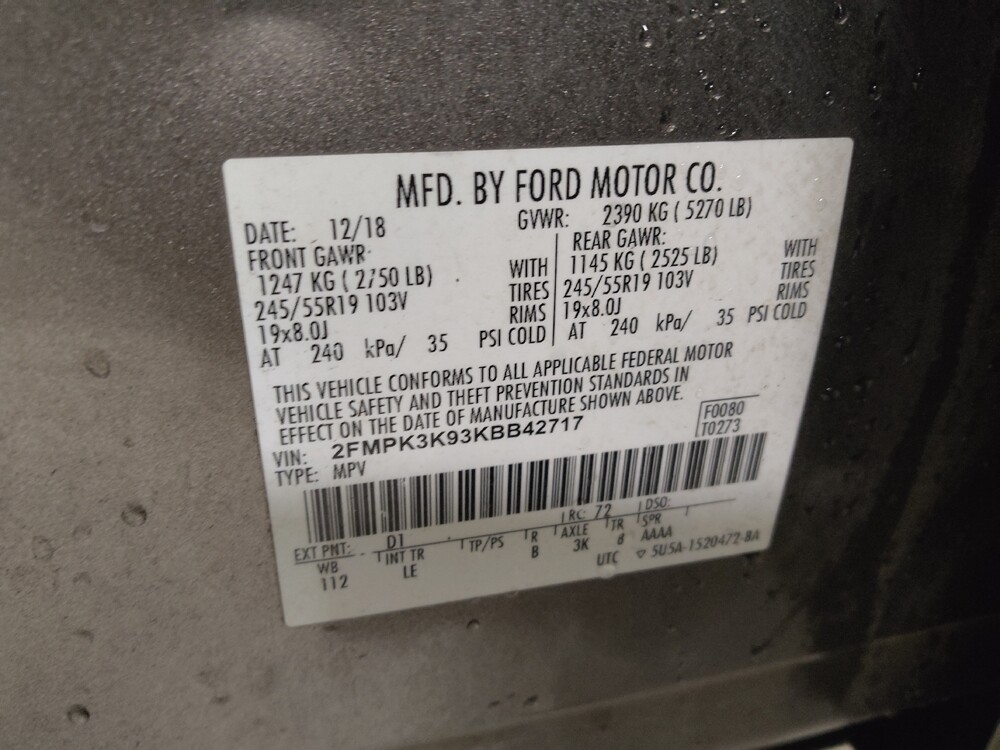 MFD. BY FORD MOTOR CO.
DATE: 12/18 GVWR: 2390 KG ( 5270 LB)
FRONT GAWR: REAR GAWR:
1247 KG ( 2750 LB) WITH 1145 KG ( 2525 LB) WITH
245/55R19 103V TIRES 245/55R19 103V TIRES
19x8.0J RIMS 19x8.0J RIMS
AT 240 kPa/ 35 PSI COLD AT 240 kPa/ 35 PSI COLD
THIS VEHICLE CONFORMS TO ALL APPLICABLE FEDERAL MOTOR
VEHICLE SAFETY AND THEFT PREVENTION STANDARDS IN
EFFECT ON THE DATE OF MANUFACTURE SHOWN ABOVE.
VIN: 2FMPK3K93KBB42717 F0080
TYPE: MPV T0273
EXT PNT: D1 RC: 72 DSO:
WB INT TR TP/PS R AXLE TR SPR
112 LE B 3K 8 AAAA
UTC ▽ 5U5A-1520472-BA